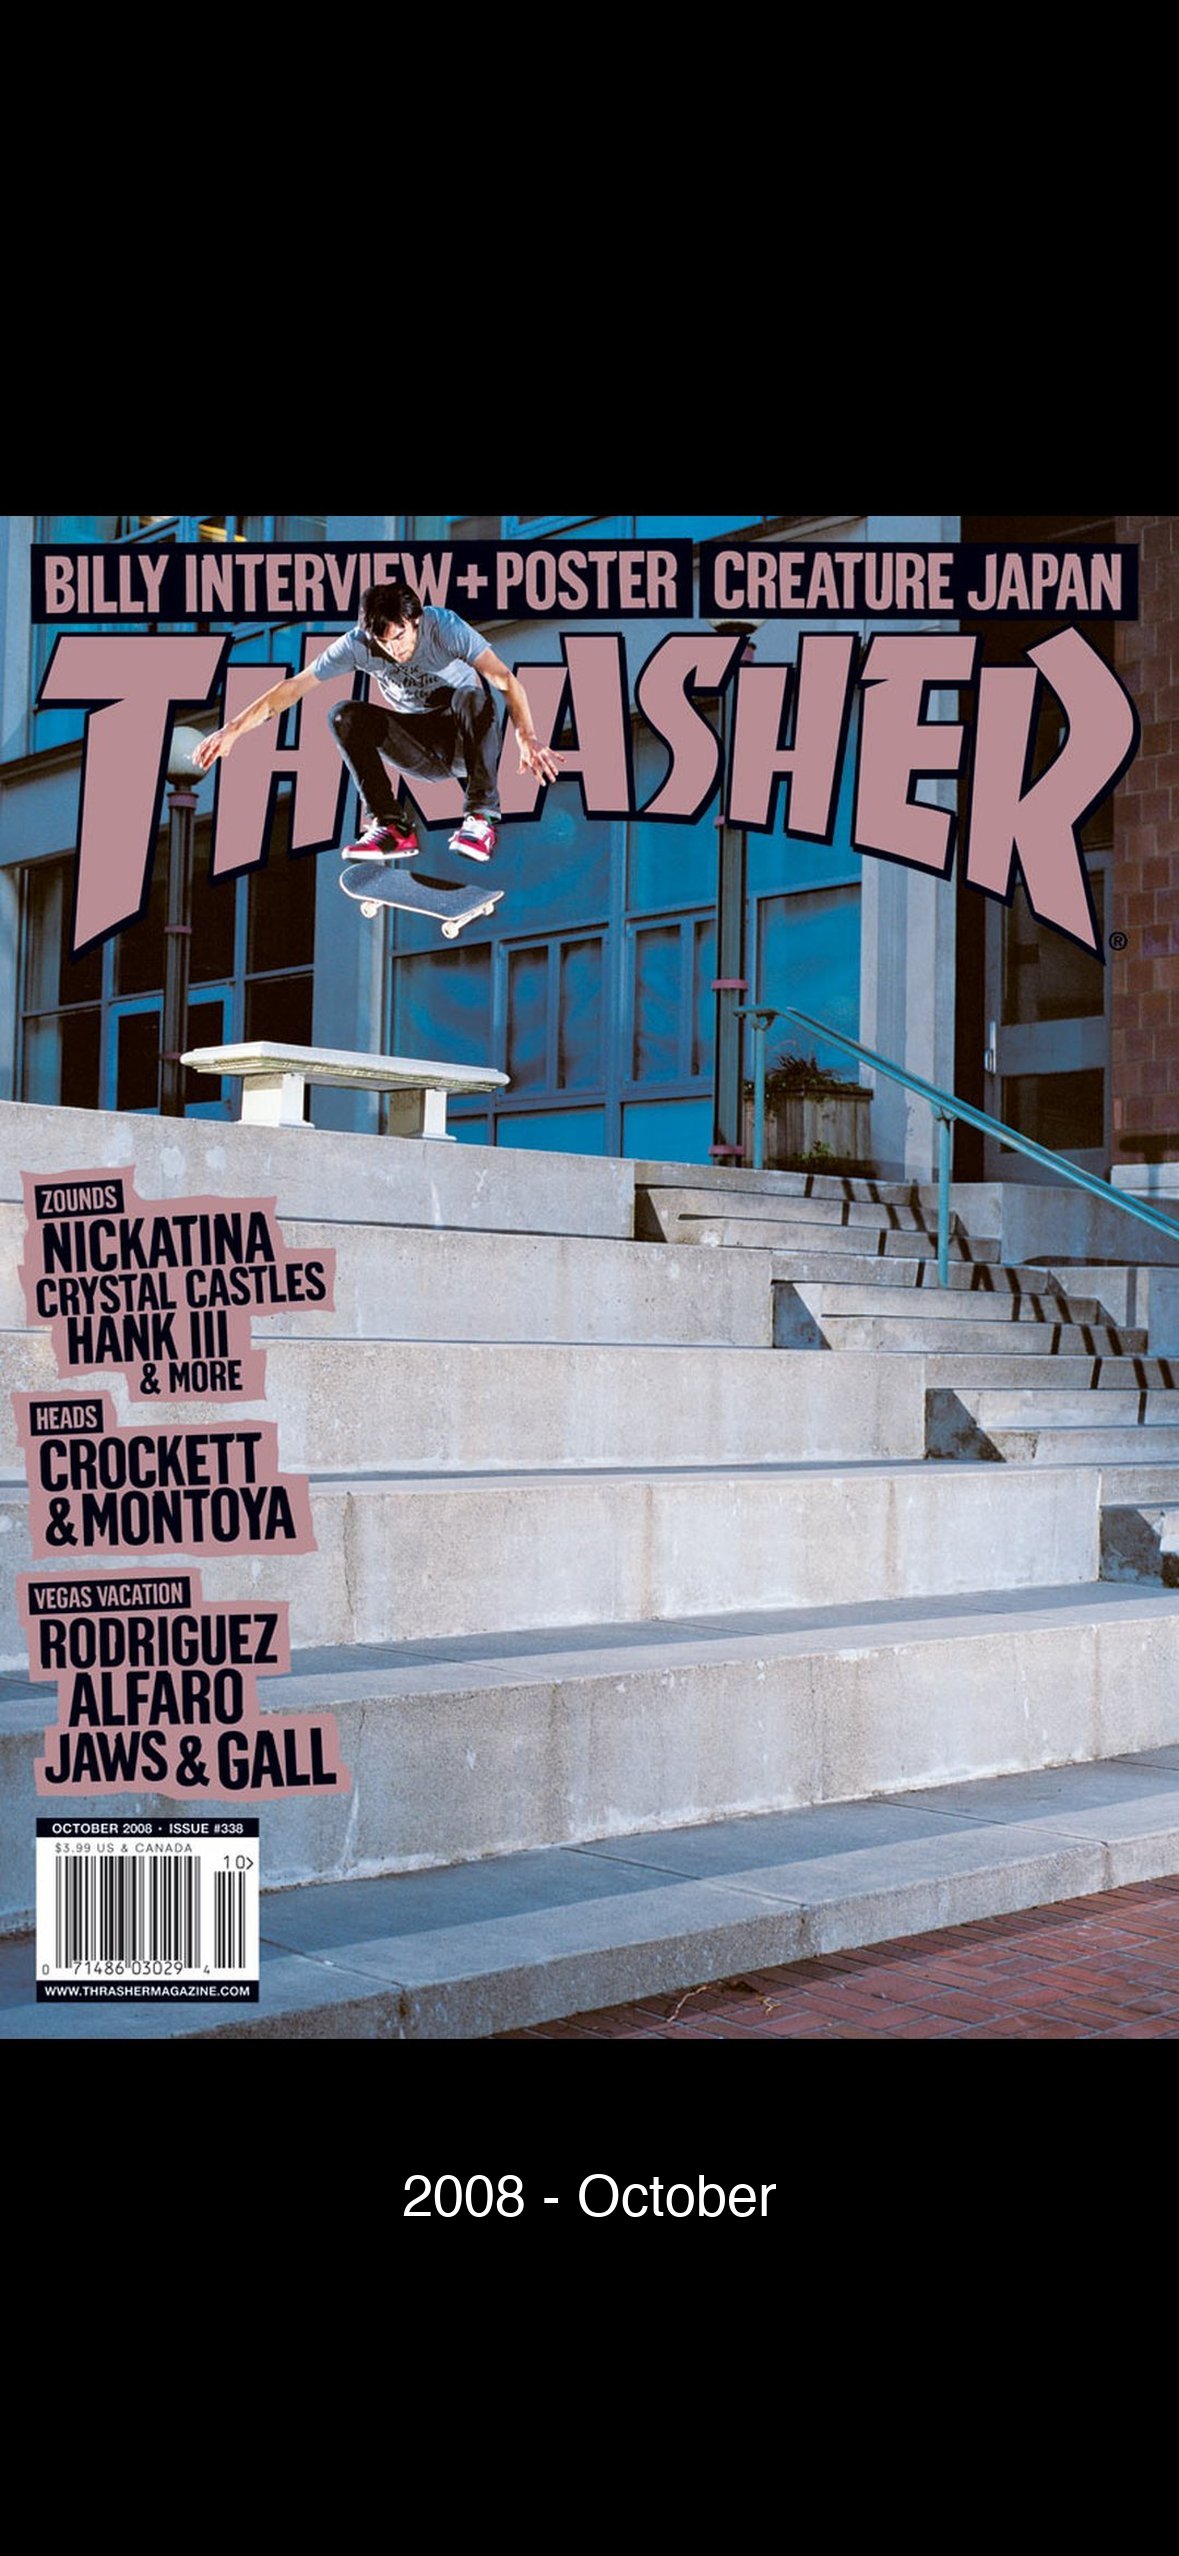 BILLY INTERVIEW + POSTER
CREATURE JAPAN
THRASHER®
ZOUNDS
NICKATINA
CRYSTAL CASTLES
HANK III
& MORE
HEADS
CROCKETT
& MONTOYA
VEGAS VACATION
RODRIGUEZ
ALFARO
JAWS & GALL
OCTOBER 2008 · ISSUE #338
$3.99 US & CANADA
10>
0 71486 03029 4
WWW.THRASHERMAGAZINE.COM
2008 - October